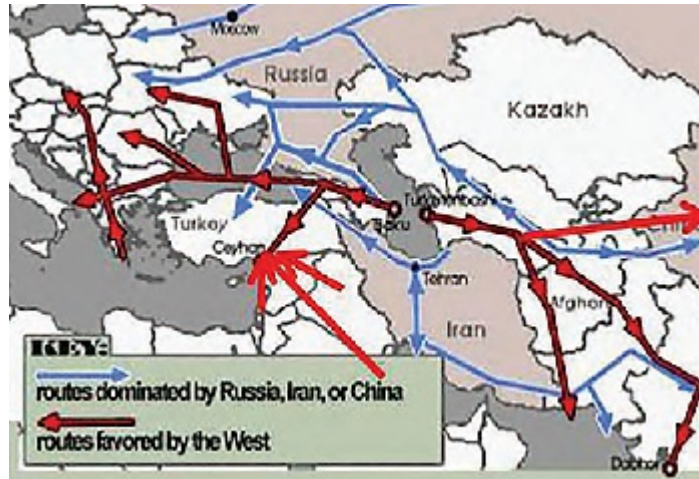 Moscow
Russia
Kazakh
Turkmenbashi
Baku
Turkey
Ceyhan
Tehran
Afghan
Iran
KEY:
routes dominated by Russia, Iran, or China
routes favored by the West